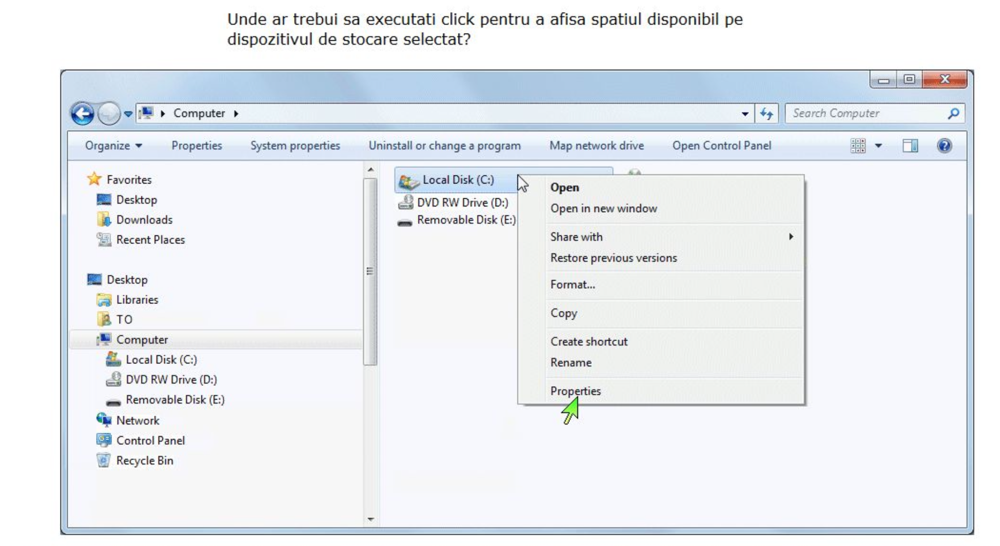 Unde ar trebui sa executati click pentru a afisa spatiul disponibil pe
dispozitivul de stocare selectat?
Computer
Search Computer
Organize
Properties
System properties
Uninstall or change a program
Map network drive
Open Control Panel
Favorites
Desktop
Downloads
Recent Places
Desktop
Libraries
TO
Computer
Local Disk (C:)
DVD RW Drive (D:)
Removable Disk (E:)
Network
Control Panel
Recycle Bin
Local Disk (C:)
DVD RW Drive (D:)
Removable Disk (E:)
Open
Open in new window
Share with
Restore previous versions
Format...
Copy
Create shortcut
Rename
Properties